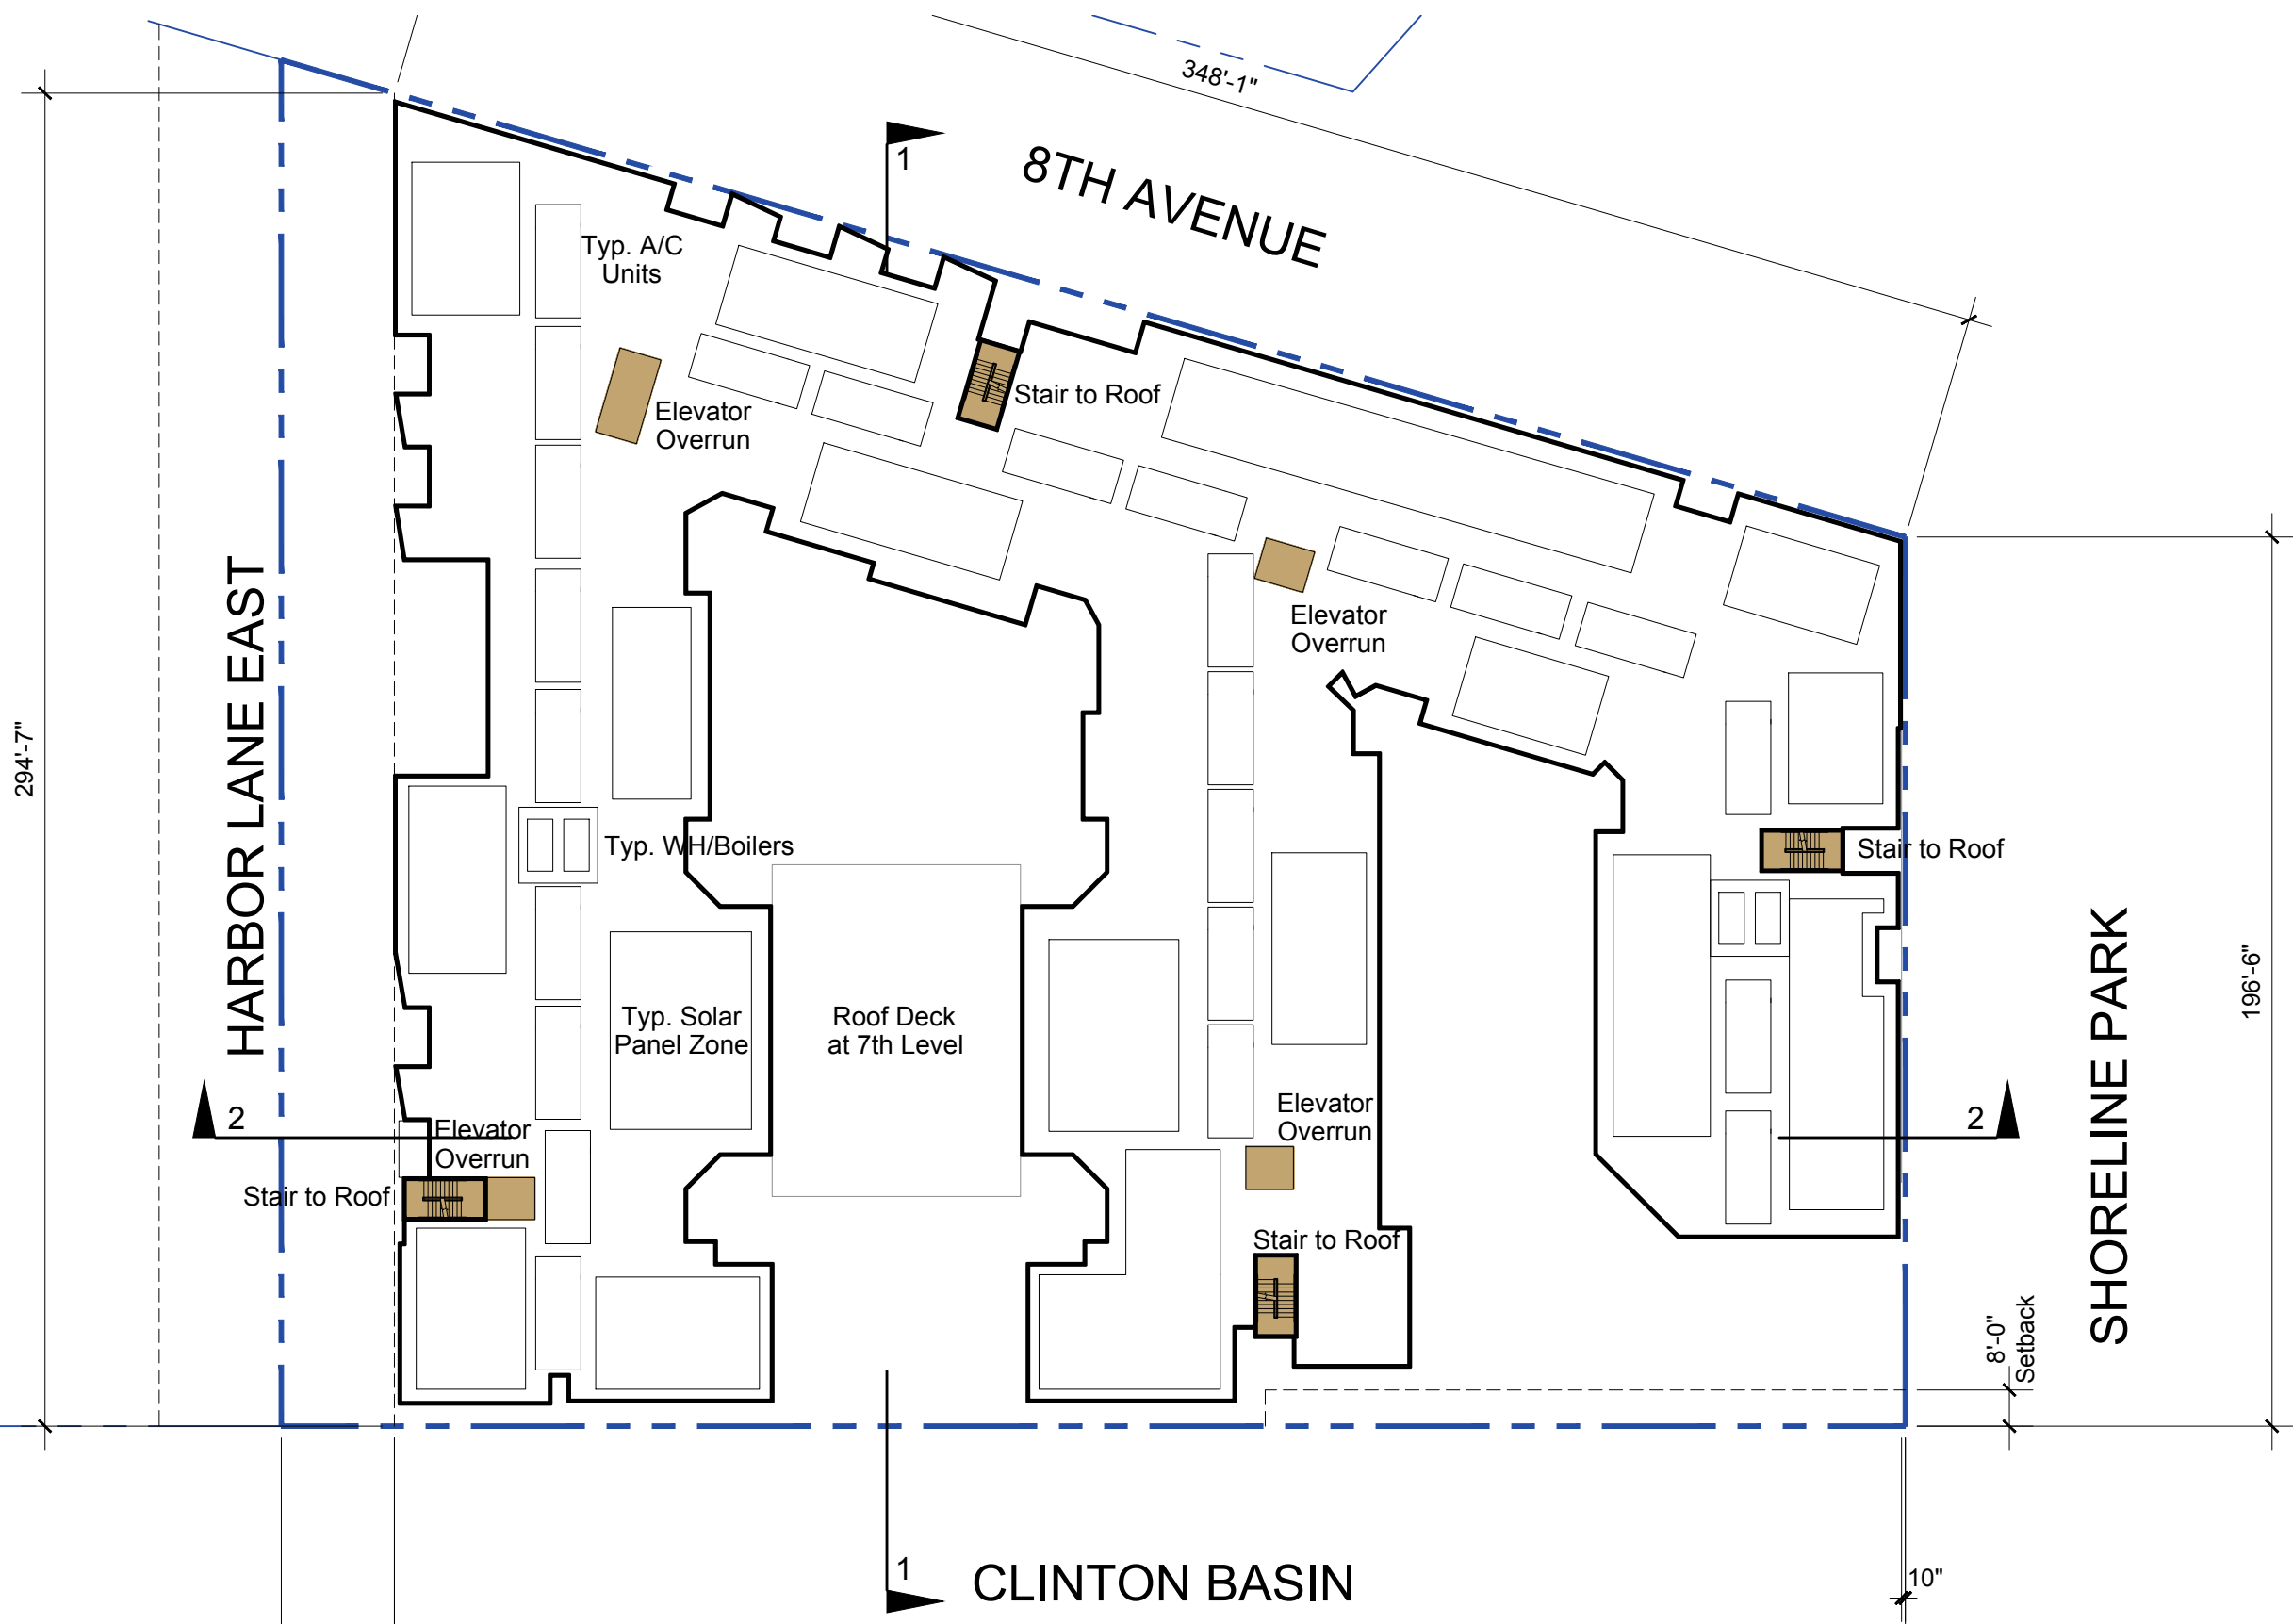 348'-1"
1
8TH AVENUE
Typ. A/C
Units
Stair to Roof
Elevator
Overrun
Elevator
Overrun
HARBOR LANE EAST
294'-7"
Typ. WH/Boilers
Stair to Roof
Typ. Solar
Panel Zone
Roof Deck
at 7th Level
SHORELINE PARK
196'-6"
2
Elevator
Overrun
Elevator
Overrun
2
Stair to Roof
Stair to Roof
8'-0"
Setback
1
CLINTON BASIN
10"